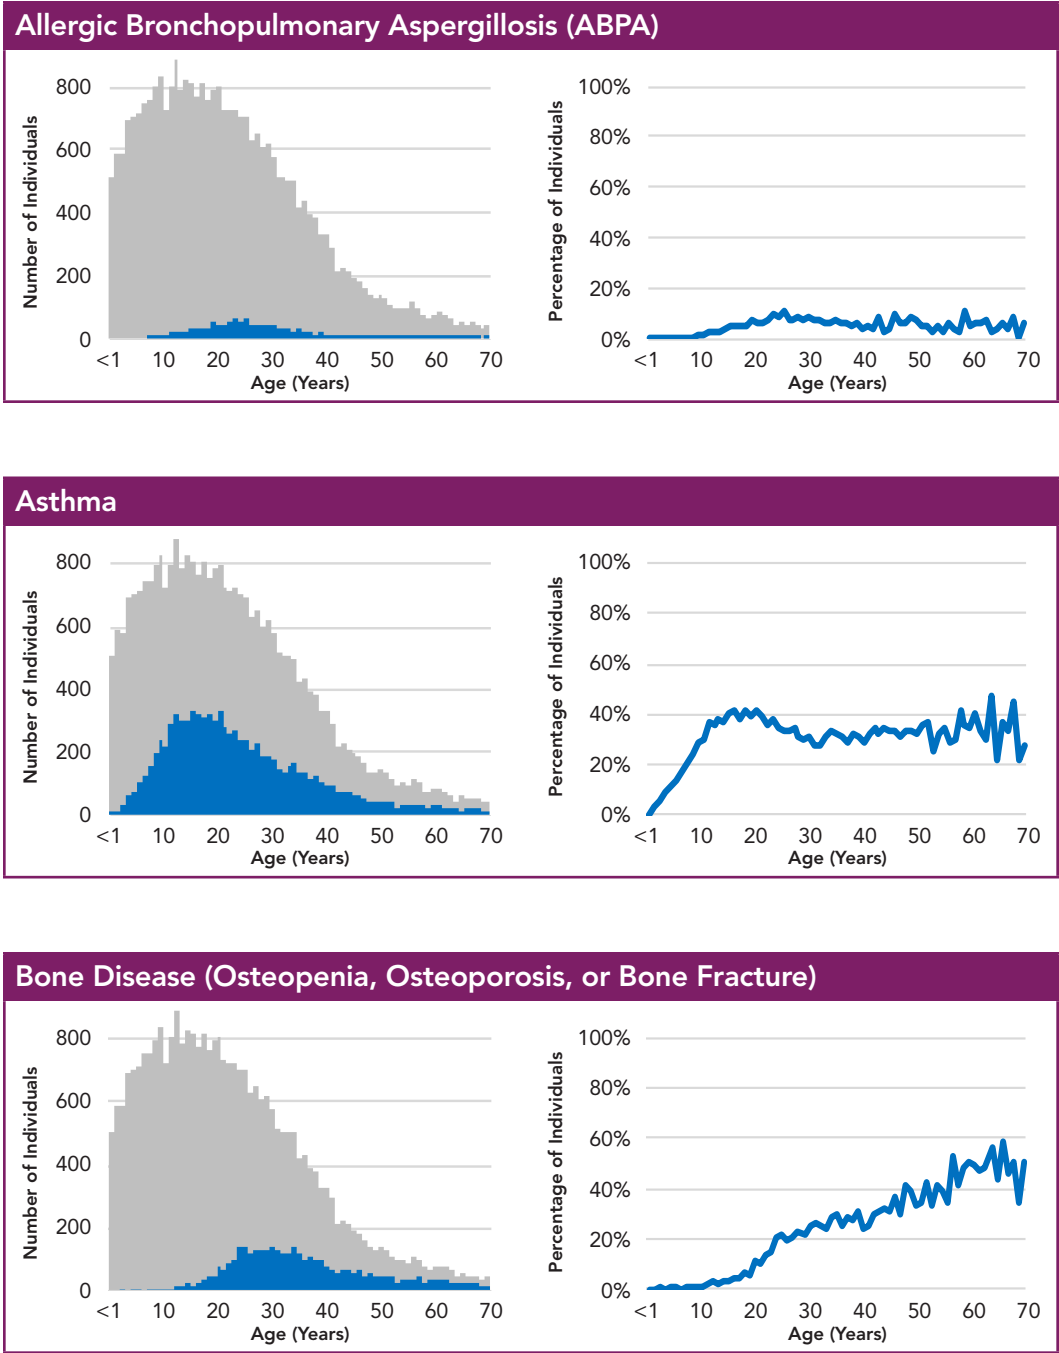 Allergic Bronchopulmonary Aspergillosis (ABPA)
Number of Individuals
800
600
400
200
0
<1 10 20 30 40 50 60 70
Age (Years)
Percentage of Individuals
100%
80%
60%
40%
20%
0%
<1 10 20 30 40 50 60 70
Age (Years)
Asthma
Number of Individuals
800
600
400
200
0
<1 10 20 30 40 50 60 70
Age (Years)
Percentage of Individuals
100%
80%
60%
40%
20%
0%
<1 10 20 30 40 50 60 70
Age (Years)
Bone Disease (Osteopenia, Osteoporosis, or Bone Fracture)
Number of Individuals
800
600
400
200
0
<1 10 20 30 40 50 60 70
Age (Years)
Percentage of Individuals
100%
80%
60%
40%
20%
0%
<1 10 20 30 40 50 60 70
Age (Years)